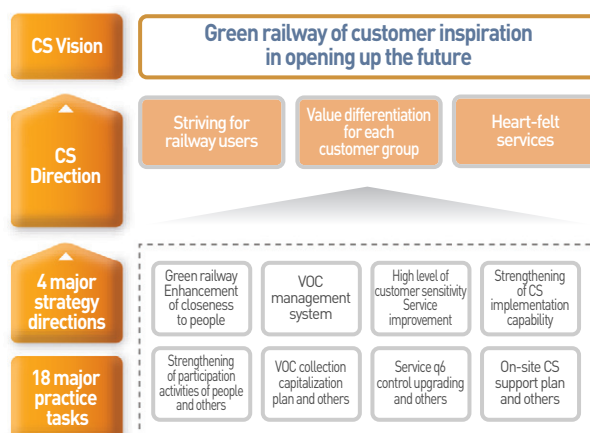 CS Vision
Green railway of customer inspiration
in opening up the future
CS
Direction
Striving for
railway users
Value differentiation
for each
customer group
Heart-felt
services
4 major
strategy
directions
Green railway
Enhancement
of closeness
to people
VOC
management
system
High level of
customer sensitivity
Service
improvement
Strengthening
of CS
implementation
capability
18 major
practice
tasks
Strengthening
of participation
activities of people
and others
VOC collection
capitalization
plan and others
Service q6
control upgrading
and others
On-site CS
support plan
and others